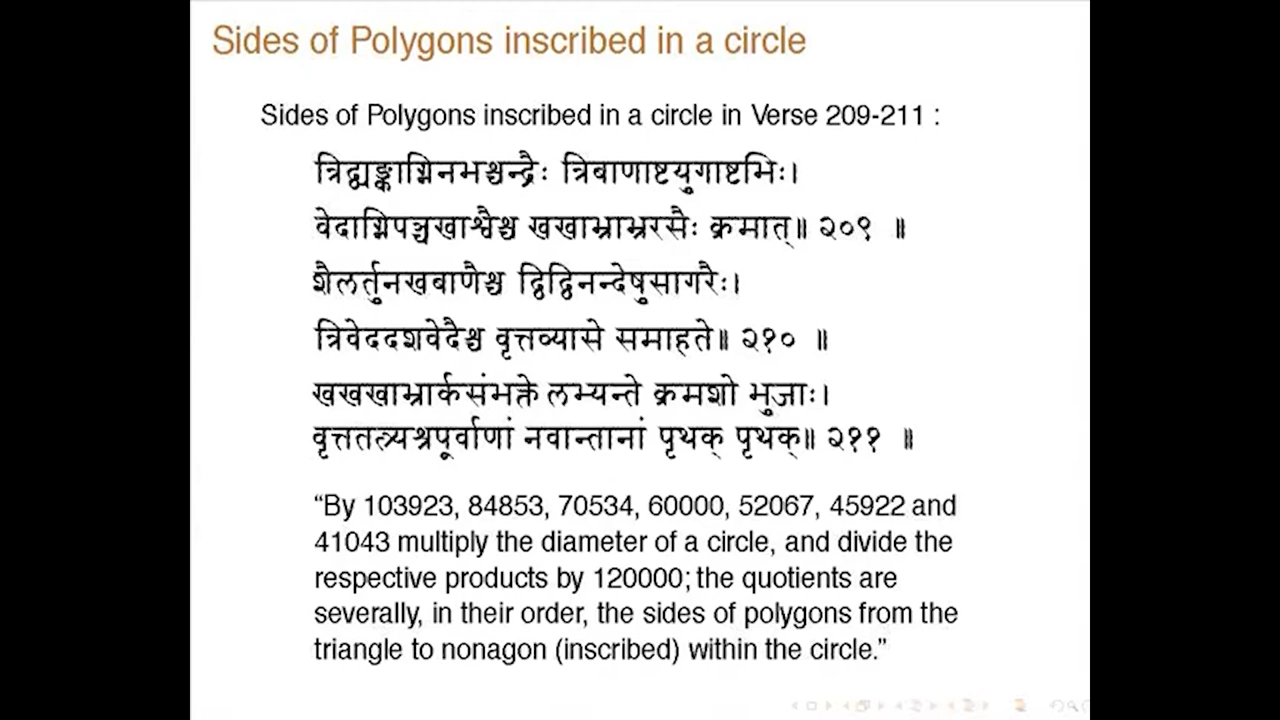 Sides of Polygons inscribed in a circle
Sides of Polygons inscribed in a circle in Verse 209-211 :
त्रिद्व्यङ्काग्निनभश्चन्द्रैः त्रिबाणाष्टयुगाष्टभिः।
वेदाग्निपञ्चखाश्वैश्च खखाभ्राभ्ररसैः क्रमात्॥ २०९ ॥
शैलर्तुनखबाणैश्च द्विद्विनन्देषुसागरैः।
त्रिवेददशवेदैश्च वृत्तव्यासे समाहते॥ २१० ॥
खखखाभ्रार्कसंभक्ते लभ्यन्ते क्रमशो भुजाः।
वृत्ततत्र्यश्रपूर्वाणां नवान्तानां पृथक् पृथक्॥ २११ ॥
“By 103923, 84853, 70534, 60000, 52067, 45922 and
41043 multiply the diameter of a circle, and divide the
respective products by 120000; the quotients are
severally, in their order, the sides of polygons from the
triangle to nonagon (inscribed) within the circle.”